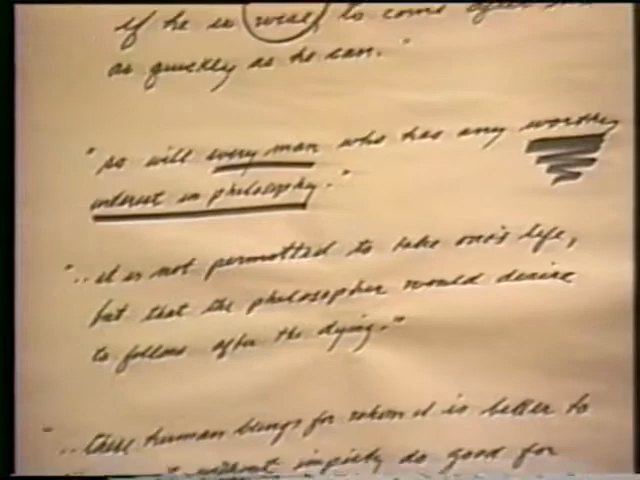 if he is wise, to come after me
as quickly as he can."
"so will every man who has any worthy
interest in philosophy."
"..it is not permitted to take one's life,
but that the philosopher would desire
to follow after the dying."
"..these human beings for whom it is better to
without impiety do good for